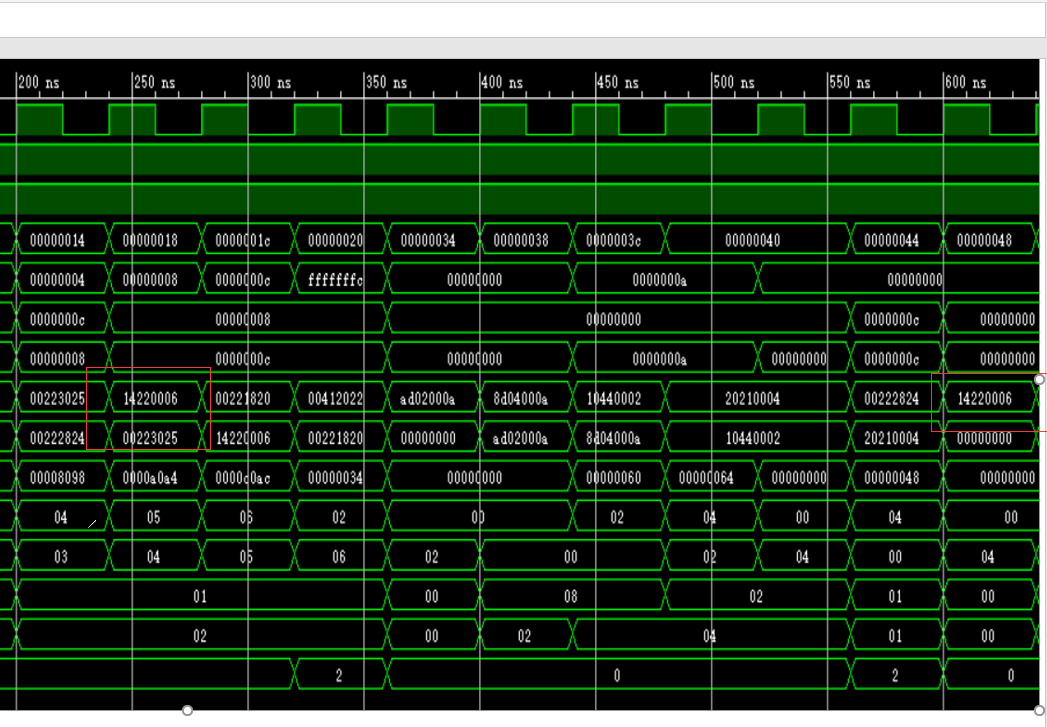 200 ns 250 ns 300 ns 350 ns 400 ns 450 ns 500 ns 550 ns 600 ns
00000014 00000018 0000001c 00000020 00000034 00000038 0000003c 00000040 00000044 00000048
00000004 00000008 0000000c fffffffc 00000000 0000000a 00000000
0000000c 00000008 00000000 0000000c 00000000
00000008 0000000c 00000000 0000000a 00000000 0000000c 00000000
00223025 14220006 00221820 00412022 ad02000a 8d04000a 10440002 20210004 00222824 14220006
00222824 00223025 14220006 00221820 00000000 ad02000a 8d04000a 10440002 20210004 00000000
00008098 0000a0a4 0000c0ac 00000034 00000000 00000060 00000064 00000000 00000048 00000000
04 05 06 02 00 02 04 00 04 00
03 04 05 06 02 00 02 04 00 04
01 00 08 02 01 00
02 00 02 04 01 00
2 0 2 0